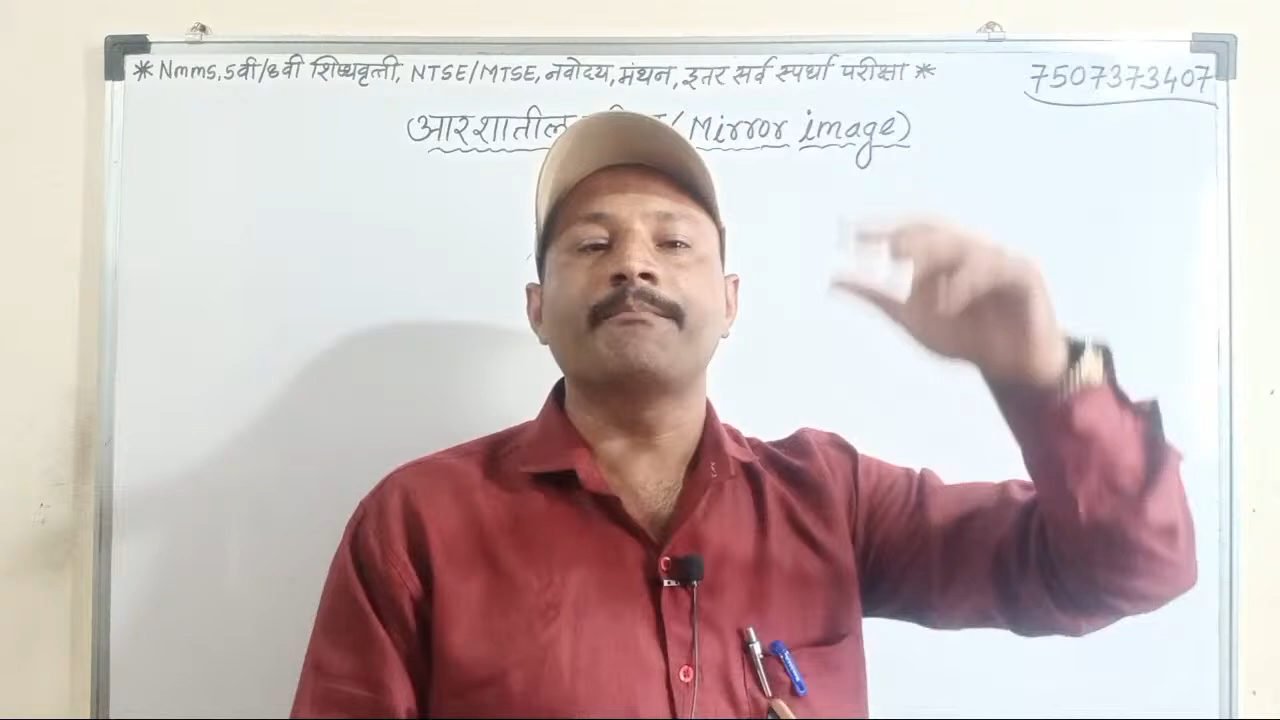 * Nmms, 5वी/8वी शिष्यवृत्ती, NTSE/MTSE, नवोदय, मंथन, इतर सर्व स्पर्धा परीक्षा *
7507373407
आरशातील (Mirror image)